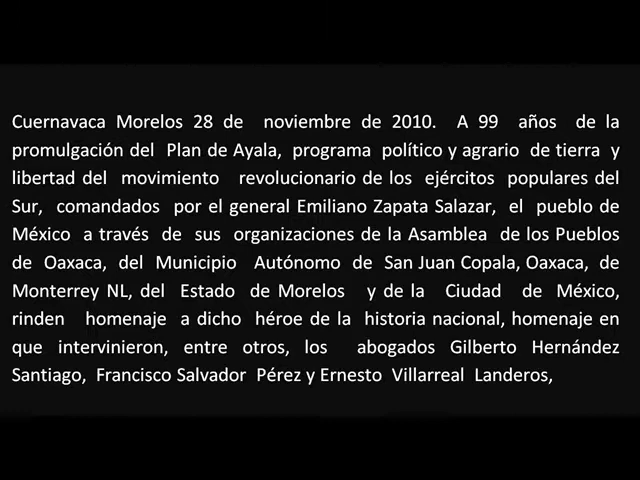 Cuernavaca Morelos 28 de noviembre de 2010. A 99 años de la
promulgación del Plan de Ayala, programa político y agrario de tierra y
libertad del movimiento revolucionario de los ejércitos populares del
Sur, comandados por el general Emiliano Zapata Salazar, el pueblo de
México a través de sus organizaciones de la Asamblea de los Pueblos
de Oaxaca, del Municipio Autónomo de San Juan Copala, Oaxaca, de
Monterrey NL, del Estado de Morelos y de la Ciudad de México,
rinden homenaje a dicho héroe de la historia nacional, homenaje en
que intervinieron, entre otros, los abogados Gilberto Hernández
Santiago, Francisco Salvador Pérez y Ernesto Villarreal Landeros,